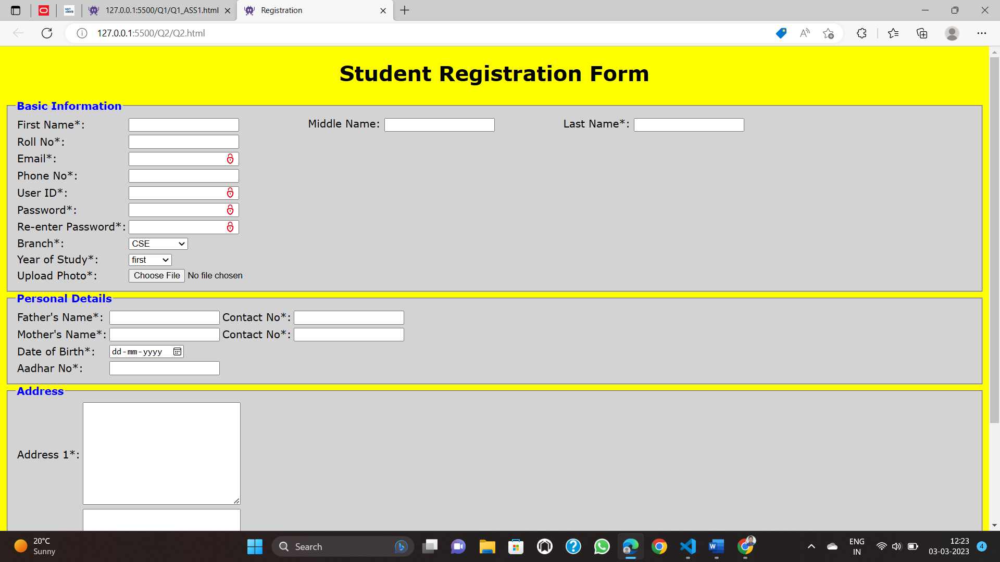 127.0.0.1:5500/Q1/Q1_ASS1.html
Registration
127.0.0.1:5500/Q2/Q2.html
Student Registration Form
Basic Information
First Name*: Middle Name: Last Name*:
Roll No*:
Email*:
Phone No*:
User ID*:
Password*:
Re-enter Password*:
Branch*: CSE
Year of Study*: first
Upload Photo*: Choose File No file chosen
Personal Details
Father's Name*: Contact No*:
Mother's Name*: Contact No*:
Date of Birth*: dd-mm-yyyy
Aadhar No*:
Address
Address 1*:
20°C
Sunny
Search
ENG
IN
12:23
03-03-2023
4